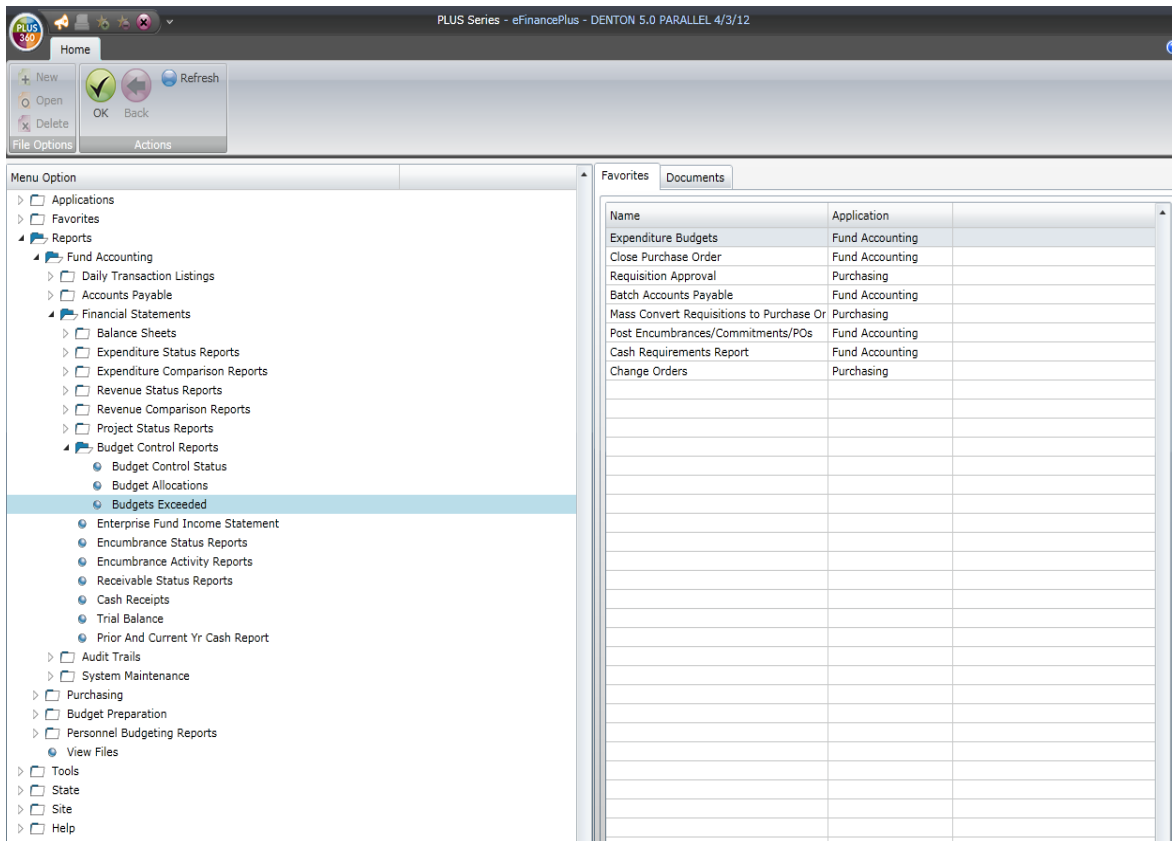 PLUS 360
PLUS Series - eFinancePlus - DENTON 5.0 PARALLEL 4/3/12
Home
New
Open
Delete
File Options
OK
Back
Refresh
Actions
Menu Option
Applications
Favorites
Reports
Fund Accounting
Daily Transaction Listings
Accounts Payable
Financial Statements
Balance Sheets
Expenditure Status Reports
Expenditure Comparison Reports
Revenue Status Reports
Revenue Comparison Reports
Project Status Reports
Budget Control Reports
Budget Control Status
Budget Allocations
Budgets Exceeded
Enterprise Fund Income Statement
Encumbrance Status Reports
Encumbrance Activity Reports
Receivable Status Reports
Cash Receipts
Trial Balance
Prior And Current Yr Cash Report
Audit Trails
System Maintenance
Purchasing
Budget Preparation
Personnel Budgeting Reports
View Files
Tools
State
Site
Help
Favorites Documents
Name Application
Expenditure Budgets Fund Accounting
Close Purchase Order Fund Accounting
Requisition Approval Purchasing
Batch Accounts Payable Fund Accounting
Mass Convert Requisitions to Purchase Or Purchasing
Post Encumbrances/Commitments/POs Fund Accounting
Cash Requirements Report Fund Accounting
Change Orders Purchasing